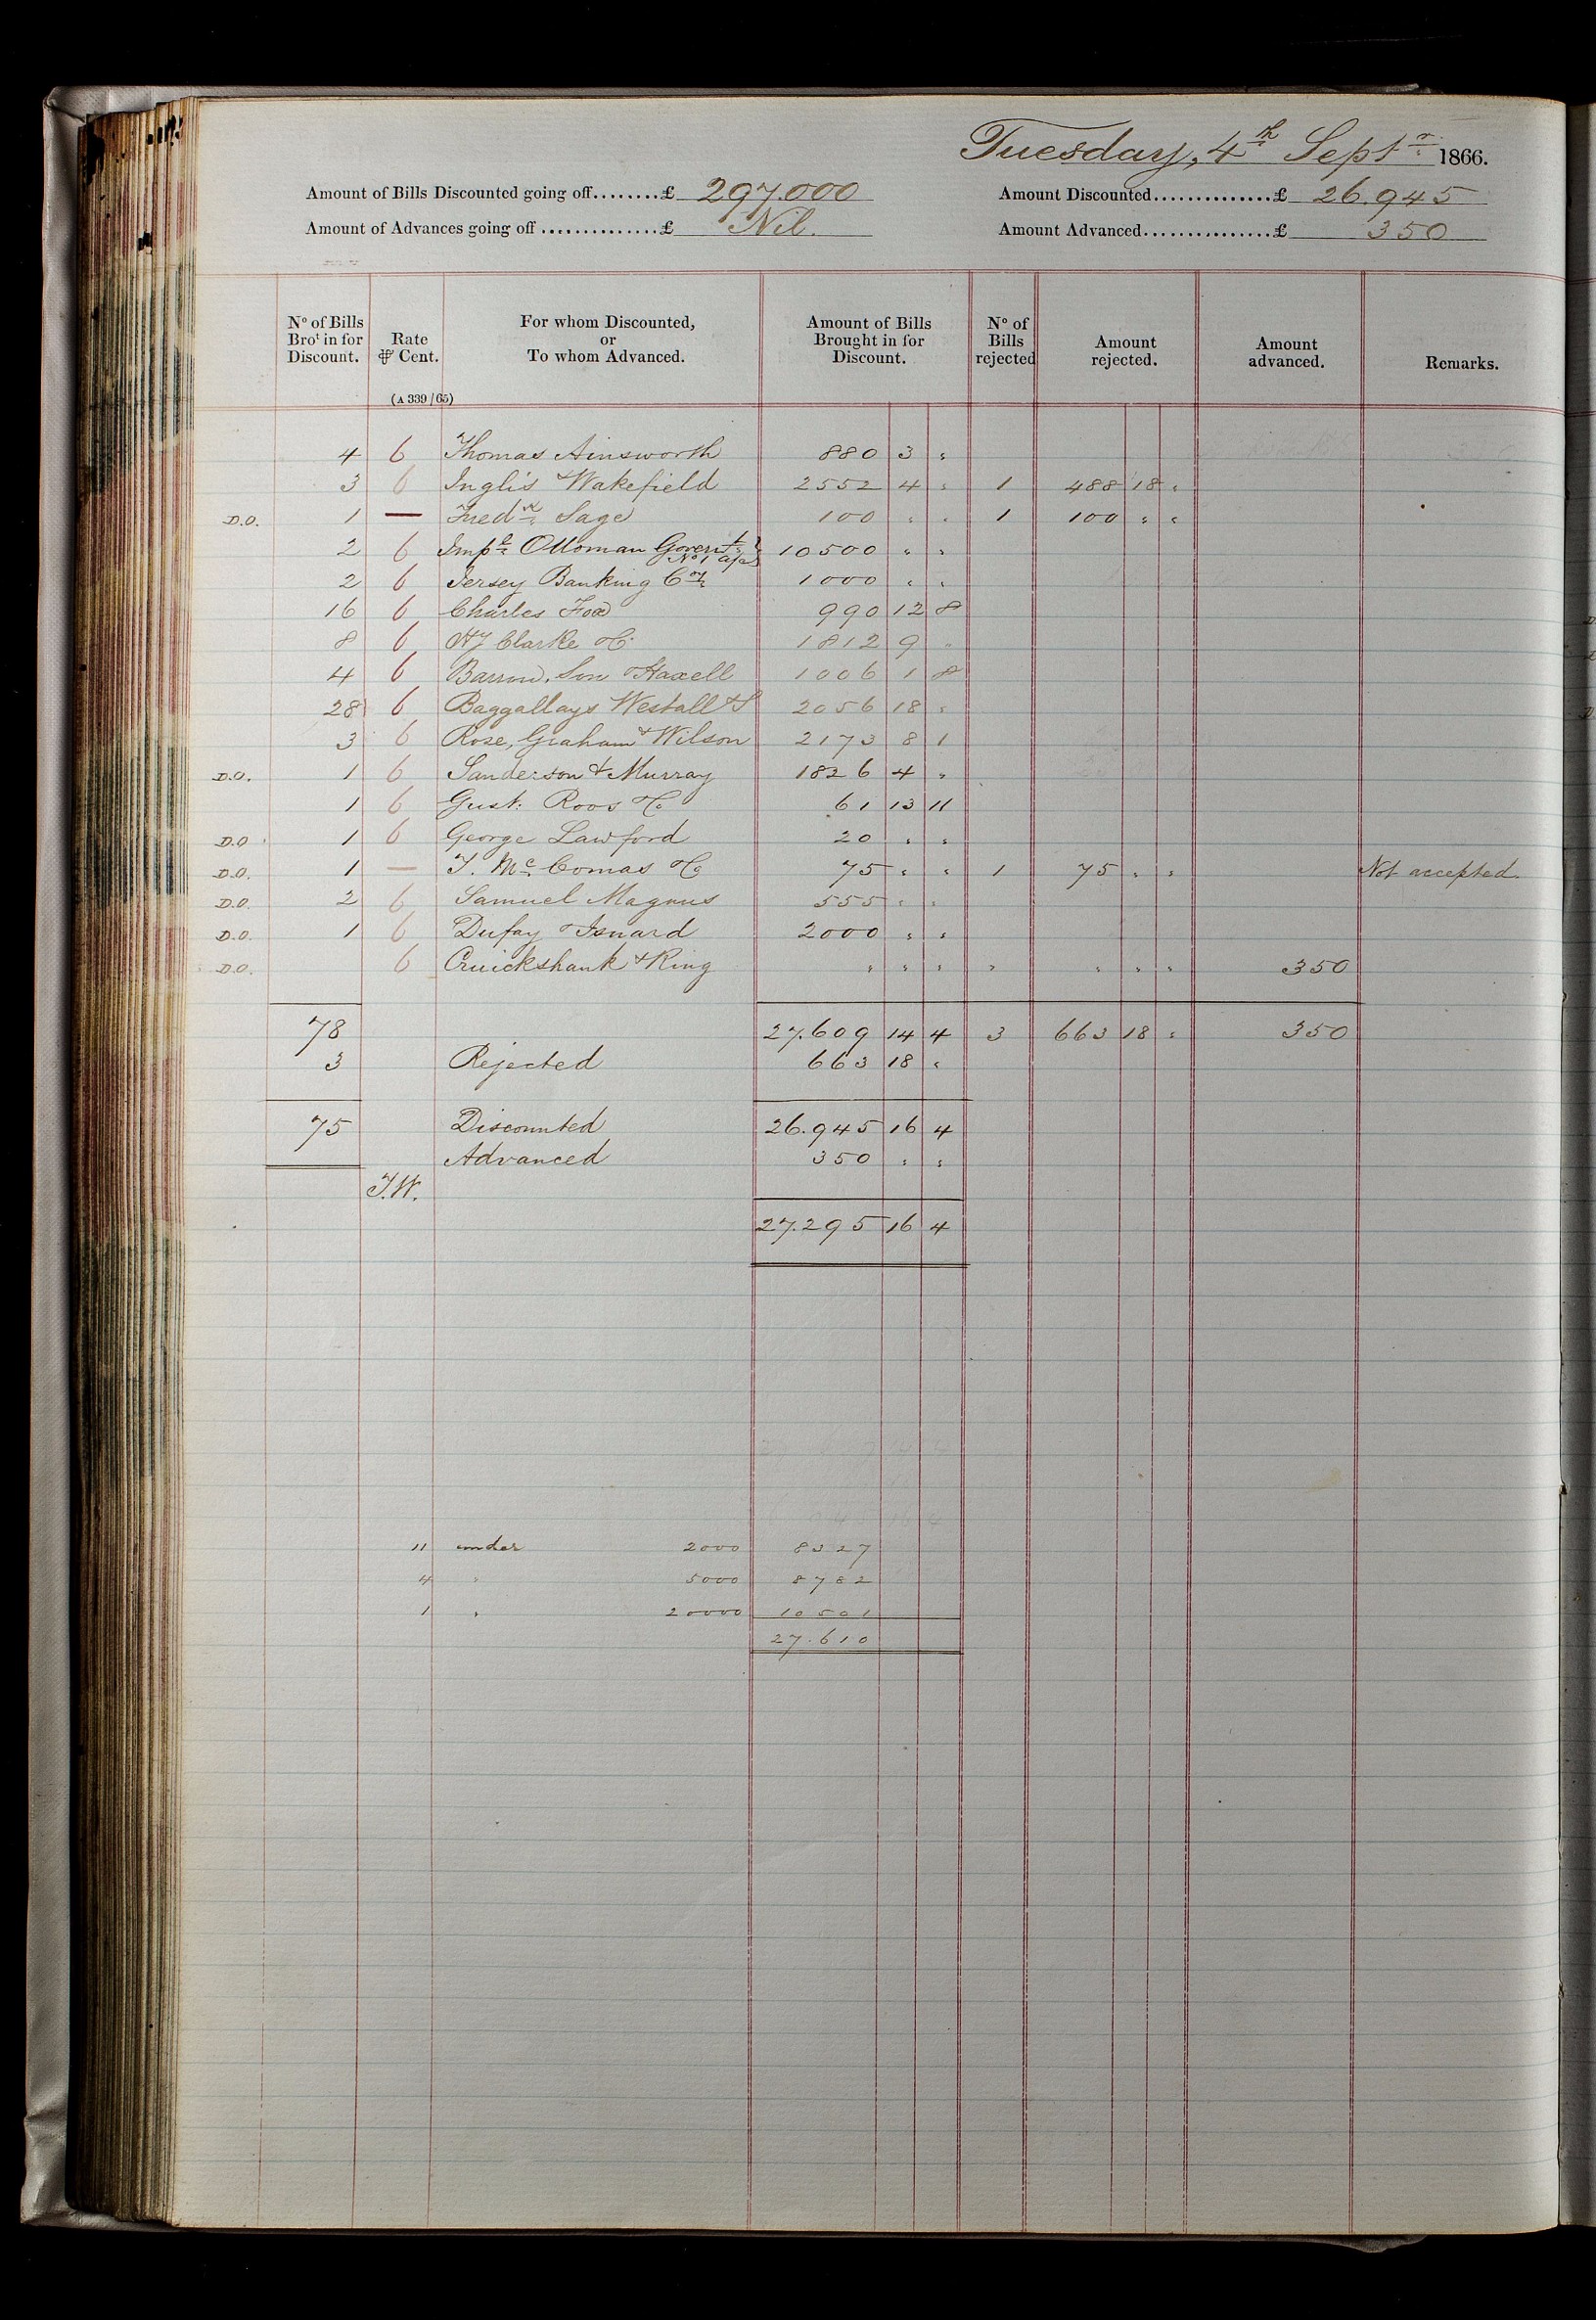 Tuesday, 4th Septr 1866.
Amount of Bills Discounted going off........£ 297.000 Amount Discounted..............£ 26.945
Amount of Advances going off..............£ Nil. Amount Advanced...............£ 350
No of Bills Brot in for Discount. Rate ⅌ Cent. For whom Discounted, or To whom Advanced. Amount of Bills Brought in for Discount. No of Bills rejected Amount rejected. Amount advanced. Remarks.
(A 339/65)
4 6 Thomas Ainsworth 880 3 "
3 6 Inglis & Wakefield 2552 4 " 1 488 18 "
D.O. 1 — Fredk Sage 100 " " 1 100 " "
2 6 Impl Ottoman Governt No 1 a/c 10500 " "
2 6 Jersey Banking Coy 1000 " "
16 6 Charles Fox 990 12 8
8 6 Clarke & Co 1812 9 "
4 6 Barrow, Son & Haxell 1006 1 8
28 6 Baggallays Westall & S 2056 18 "
3 6 Rose, Graham & Wilson 2173 8 1
D.O. 1 6 Sanderson & Murray 1826 4 "
1 6 Gust: Roos & Co 61 13 11
D.O. 1 6 George Lawford 20 " "
D.O. 1 — J. McComas & Co 75 " " 1 75 " " Not accepted.
D.O. 2 6 Samuel Magnus 555 " "
D.O. 1 6 Dufay & Isnard 2000 " "
D.O. 6 Cruickshank & King " " " " " " " 350
78 27.609 14 4 3 663 18 " 350
3 Rejected 663 18 "
75 Discounted 26.945 16 4
Advanced 350 " "
J.W.
27.295 16 4
11 under 2000 8327
4 " 5000 8782
1 " 20000 10501
27.610